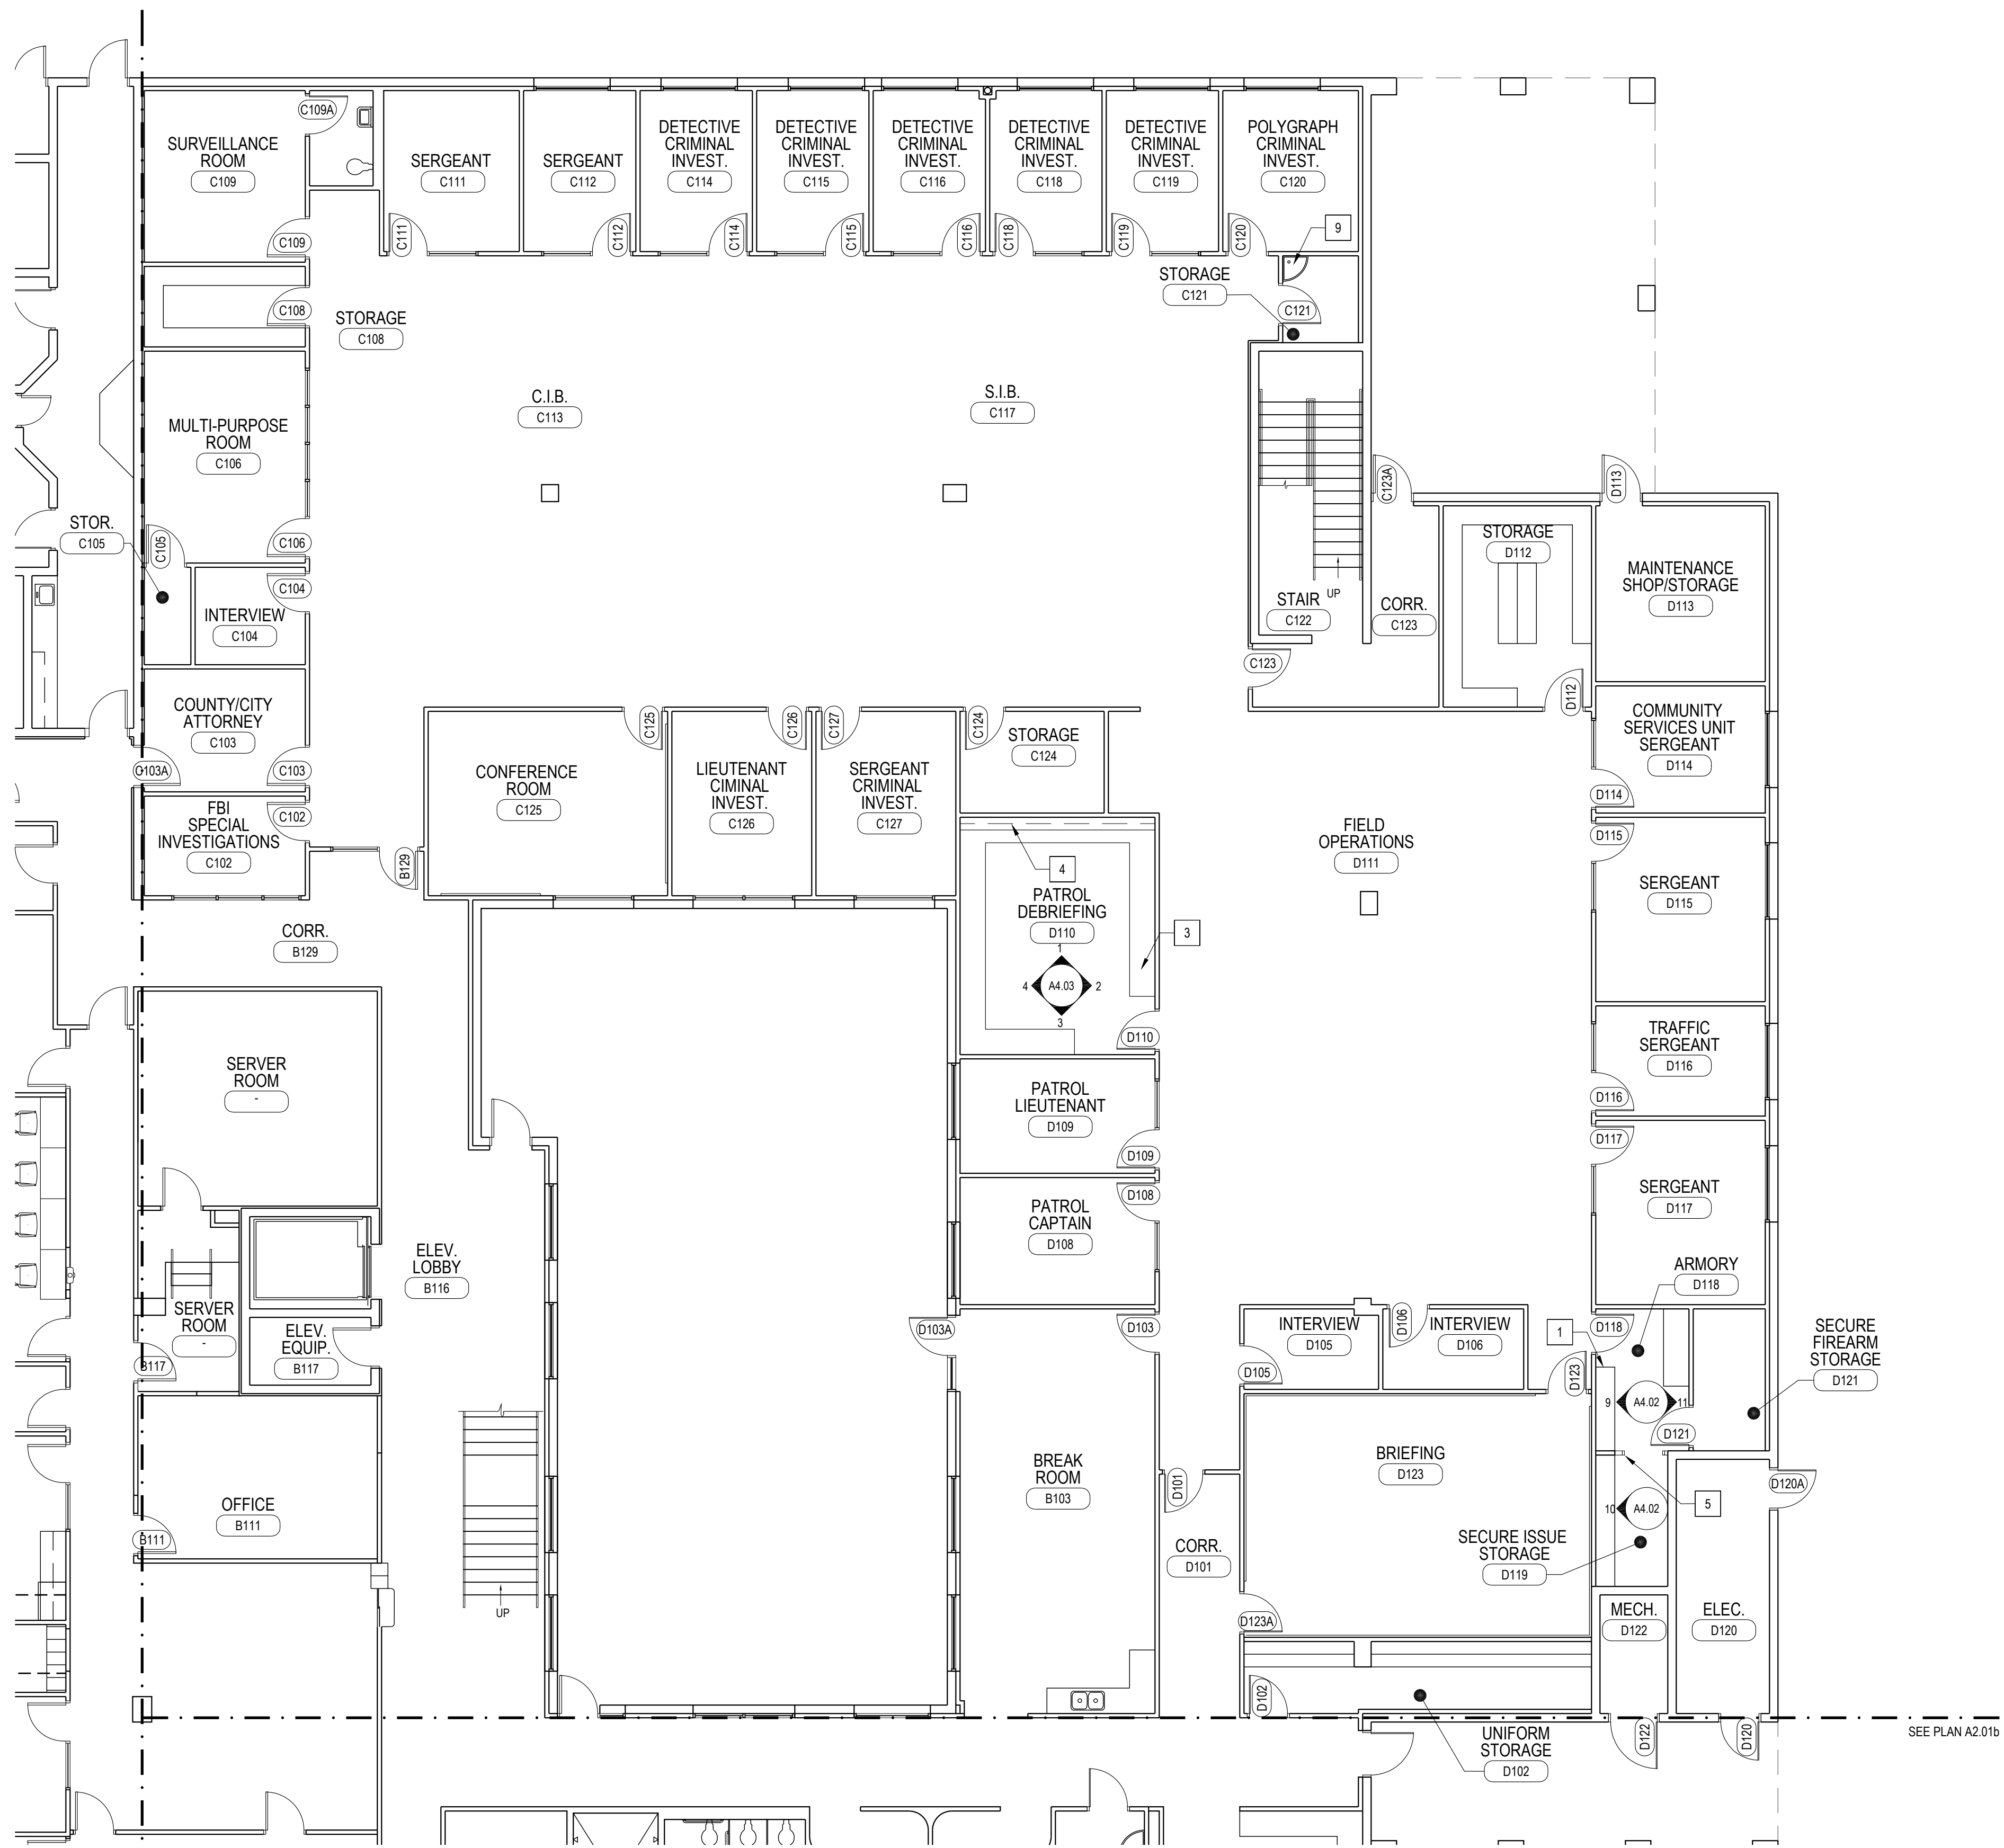 C109A
SURVEILLANCE
ROOM
C109
SERGEANT
C111
SERGEANT
C112
DETECTIVE
CRIMINAL
INVEST.
C114
DETECTIVE
CRIMINAL
INVEST.
C115
DETECTIVE
CRIMINAL
INVEST.
C116
DETECTIVE
CRIMINAL
INVEST.
C118
DETECTIVE
CRIMINAL
INVEST.
C119
POLYGRAPH
CRIMINAL
INVEST.
C120
C109
C111
C112
C114
C115
C116
C118
C119
C120
9
STORAGE
C121
C121
C108
STORAGE
C108
C.I.B.
C113
S.I.B.
C117
MULTI-PURPOSE
ROOM
C106
C123A
D113
STOR.
C105
C105
C106
STORAGE
D112
MAINTENANCE
SHOP/STORAGE
D113
C104
INTERVIEW
C104
UP
STAIR
C122
CORR.
C123
C123
D112
COUNTY/CITY
ATTORNEY
C103
C103A
C103
C125
C126
C127
C124
STORAGE
C124
COMMUNITY
SERVICES UNIT
SERGEANT
D114
D114
CONFERENCE
ROOM
C125
LIEUTENANT
CIMINAL
INVEST.
C126
SERGEANT
CRIMINAL
INVEST.
C127
FBI
SPECIAL
INVESTIGATIONS
C102
C102
B129
FIELD
OPERATIONS
D111
D115
4
PATROL
DEBRIEFING
D110
3
SERGEANT
D115
CORR.
B129
1
4
A4.03
2
3
D110
TRAFFIC
SERGEANT
D116
D116
SERVER
ROOM
-
PATROL
LIEUTENANT
D109
D109
D117
SERGEANT
D117
D108
PATROL
CAPTAIN
D108
ELEV.
LOBBY
B116
ARMORY
D118
SERVER
ROOM
-
ELEV.
EQUIP.
B117
B117
D103A
D103
INTERVIEW
D105
D106
INTERVIEW
D106
1
D118
SECURE
FIREARM
STORAGE
D121
D105
D123
9
A4.02
11
D121
BREAK
ROOM
B103
BRIEFING
D123
D101
D120A
5
10
A4.02
OFFICE
B111
B111
CORR.
D101
SECURE ISSUE
STORAGE
D119
UP
D123A
MECH.
D122
ELEC.
D120
D102
UNIFORM
STORAGE
D102
D122
D120
SEE PLAN A2.01b